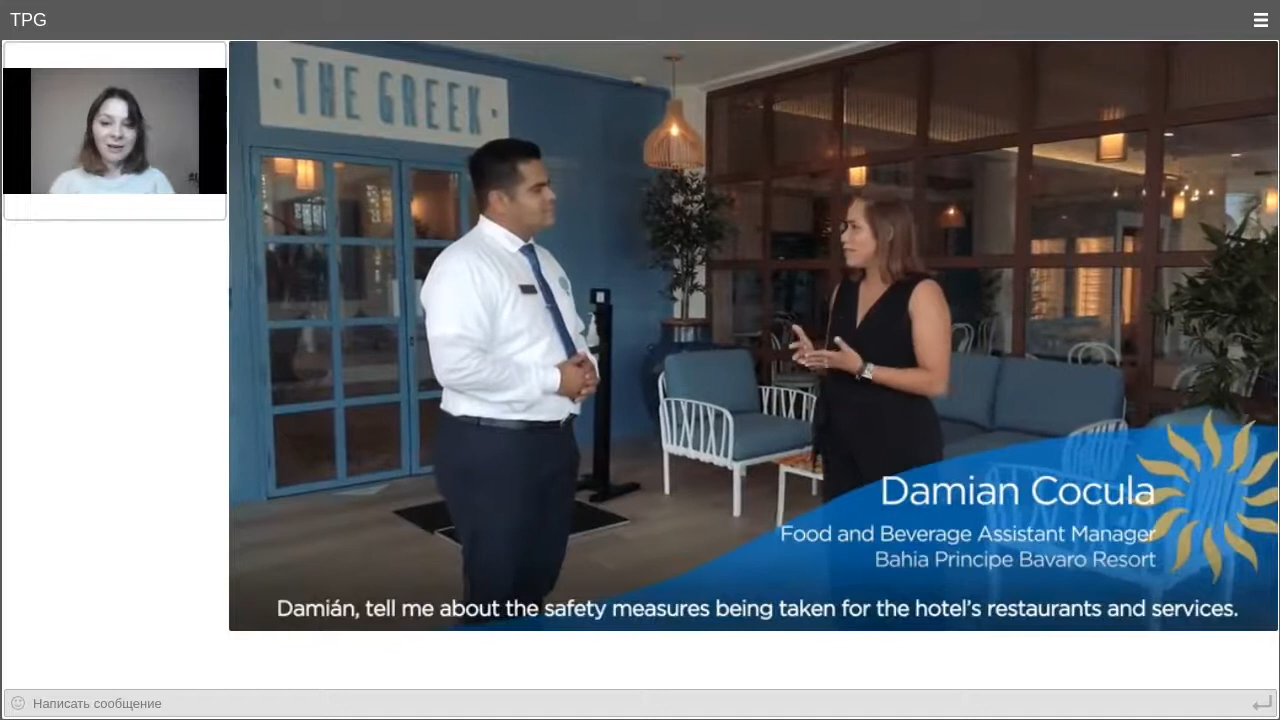 TPG
· THE GREEK ·
Damian Cocula
Food and Beverage Assistant Manager
Bahia Principe Bavaro Resort
Damián, tell me about the safety measures being taken for the hotel's restaurants and services.
Написать сообщение